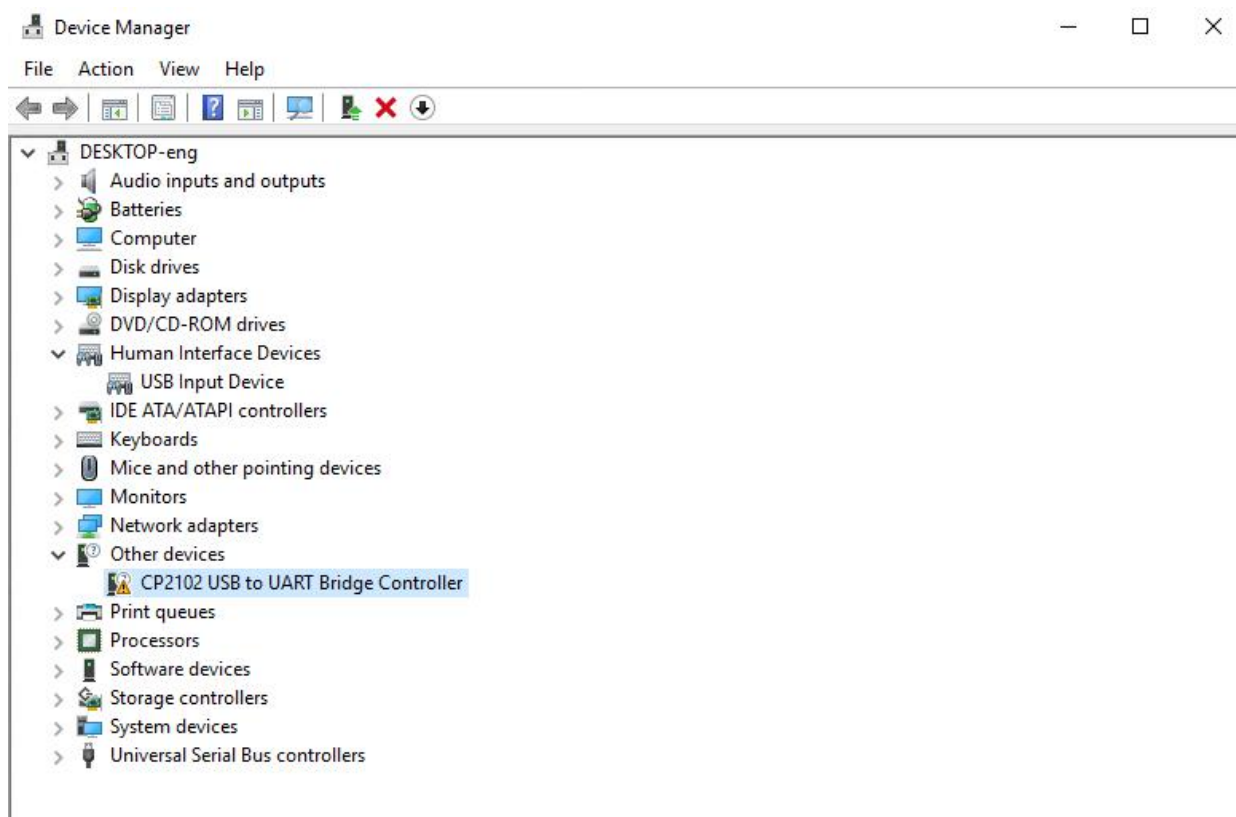 Device Manager
File Action View Help
DESKTOP-eng
Audio inputs and outputs
Batteries
Computer
Disk drives
Display adapters
DVD/CD-ROM drives
Human Interface Devices
USB Input Device
IDE ATA/ATAPI controllers
Keyboards
Mice and other pointing devices
Monitors
Network adapters
Other devices
CP2102 USB to UART Bridge Controller
Print queues
Processors
Software devices
Storage controllers
System devices
Universal Serial Bus controllers